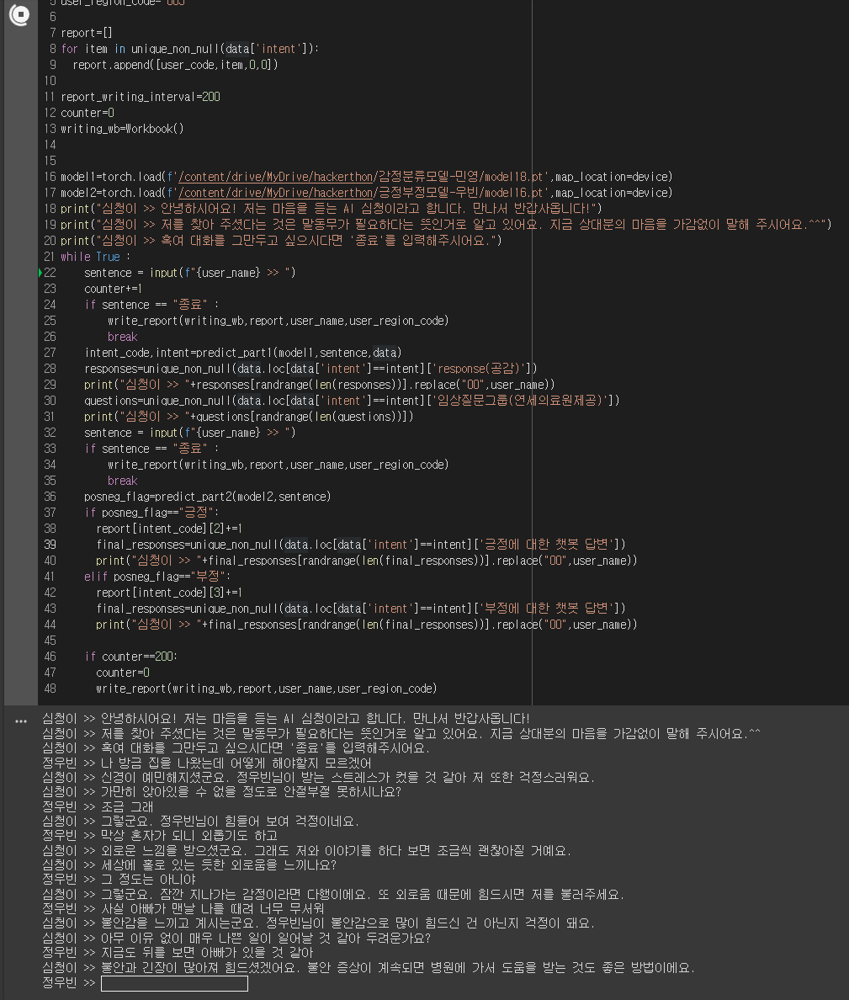 5 user_region_code='003'
6
7 report=[]
8 for item in unique_non_null(data['intent']):
9   report.append([user_code,item,0,0])
10
11 report_writing_interval=200
12 counter=0
13 writing_wb=Workbook()
14
15
16 model1=torch.load(f'/content/drive/MyDrive/hackerthon/감정분류모델-민영/model18.pt',map_location=device)
17 model2=torch.load(f'/content/drive/MyDrive/hackerthon/긍정부정모델-우빈/model16.pt',map_location=device)
18 print("심청이 >> 안녕하시어요! 저는 마음을 듣는 AI 심청이라고 합니다. 만나서 반갑사옵니다!")
19 print("심청이 >> 저를 찾아 주셨다는 것은 말동무가 필요하다는 뜻인거로 알고 있어요. 지금 상대분의 마음을 가감없이 말해 주시어요.^^")
20 print("심청이 >> 혹여 대화를 그만두고 싶으시다면 '종료'를 입력해주시어요.")
21 while True :
22     sentence = input(f"{user_name} >> ")
23     counter+=1
24     if sentence == "종료" :
25         write_report(writing_wb,report,user_name,user_region_code)
26         break
27     intent_code,intent=predict_part1(model1,sentence,data)
28     responses=unique_non_null(data.loc[data['intent']==intent]['response(공감)'])
29     print("심청이 >> "+responses[randrange(len(responses))].replace("00",user_name))
30     questions=unique_non_null(data.loc[data['intent']==intent]['임상질문그룹(연세의료원제공)'])
31     print("심청이 >> "+questions[randrange(len(questions))])
32     sentence = input(f"{user_name} >> ")
33     if sentence == "종료" :
34         write_report(writing_wb,report,user_name,user_region_code)
35         break
36     posneg_flag=predict_part2(model2,sentence)
37     if posneg_flag=="긍정":
38       report[intent_code][2]+=1
39       final_responses=unique_non_null(data.loc[data['intent']==intent]['긍정에 대한 챗봇 답변'])
40       print("심청이 >> "+final_responses[randrange(len(final_responses))].replace("00",user_name))
41     elif posneg_flag=="부정":
42       report[intent_code][3]+=1
43       final_responses=unique_non_null(data.loc[data['intent']==intent]['부정에 대한 챗봇 답변'])
44       print("심청이 >> "+final_responses[randrange(len(final_responses))].replace("00",user_name))
45
46     if counter==200:
47       counter=0
48       write_report(writing_wb,report,user_name,user_region_code)
심청이 >> 안녕하시어요! 저는 마음을 듣는 AI 심청이라고 합니다. 만나서 반갑사옵니다!
심청이 >> 저를 찾아 주셨다는 것은 말동무가 필요하다는 뜻인거로 알고 있어요. 지금 상대분의 마음을 가감없이 말해 주시어요.^^
심청이 >> 혹여 대화를 그만두고 싶으시다면 '종료'를 입력해주시어요.
정우빈 >> 나 방금 집을 나왔는데 어떻게 해야할지 모르겠어
심청이 >> 신경이 예민해지셨군요. 정우빈님이 받는 스트레스가 컸을 것 같아 저 또한 걱정스러워요.
심청이 >> 가만히 앉아있을 수 없을 정도로 안절부절 못하시나요?
정우빈 >> 조금 그래
심청이 >> 그렇군요. 정우빈님이 힘들어 보여 걱정이네요.
정우빈 >> 막상 혼자가 되니 외롭기도 하고
심청이 >> 외로운 느낌을 받으셨군요. 그래도 저와 이야기를 하다 보면 조금씩 괜찮아질 거예요.
심청이 >> 세상에 홀로 있는 듯한 외로움을 느끼나요?
정우빈 >> 그 정도는 아니야
심청이 >> 그렇군요. 잠깐 지나가는 감정이라면 다행이에요. 또 외로움 때문에 힘드시면 저를 불러주세요.
정우빈 >> 사실 아빠가 맨날 나를 때려 너무 무서워
심청이 >> 불안감을 느끼고 계시는군요. 정우빈님이 불안감으로 많이 힘드신 건 아닌지 걱정이 돼요.
심청이 >> 아무 이유 없이 매우 나쁜 일이 일어날 것 같아 두려운가요?
정우빈 >> 지금도 뒤를 보면 아빠가 있을 것 같아
심청이 >> 불안과 긴장이 많아져 힘드셨겠어요. 불안 증상이 계속되면 병원에 가서 도움을 받는 것도 좋은 방법이에요.
정우빈 >>